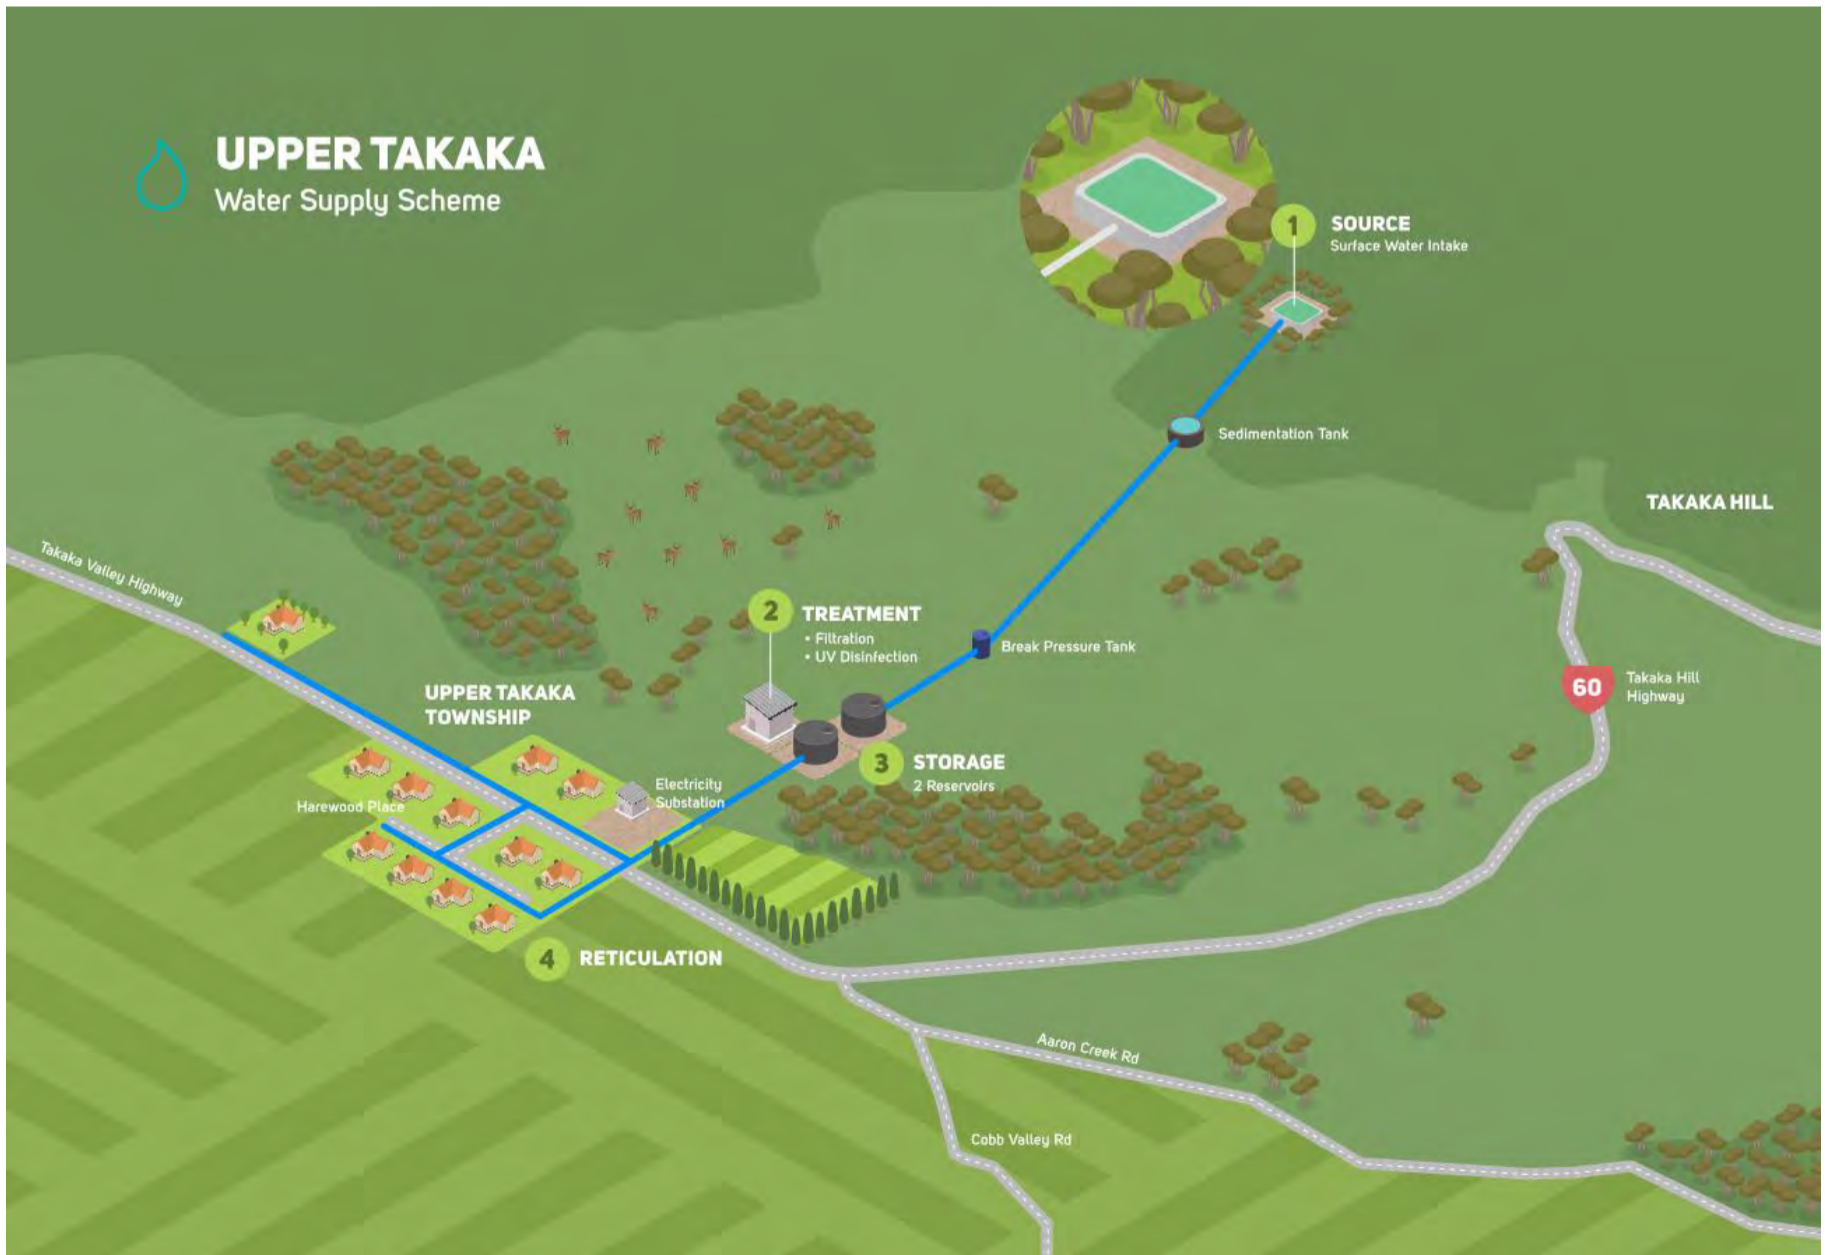 UPPER TAKAKA
Water Supply Scheme
1
SOURCE
Surface Water Intake
Sedimentation Tank
TAKAKA HILL
Takaka Valley Highway
2
TREATMENT
• Filtration
• UV Disinfection
Break Pressure Tank
60
Takaka Hill
Highway
UPPER TAKAKA
TOWNSHIP
3
STORAGE
2 Reservoirs
Electricity
Substation
Harewood Place
4
RETICULATION
Aaron Creek Rd
Cobb Valley Rd